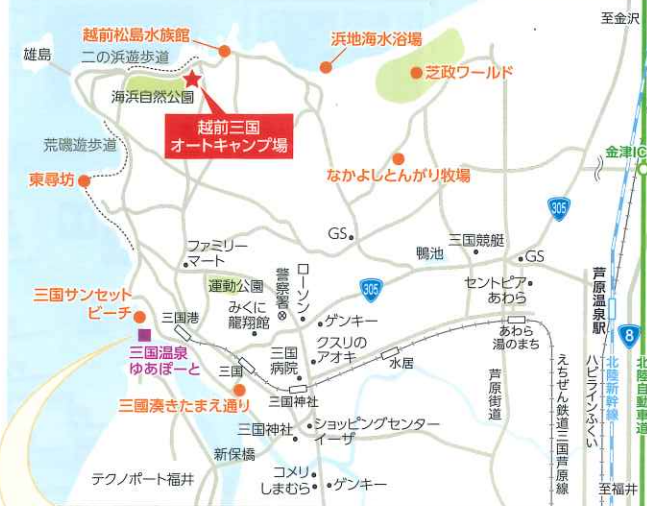 至金沢
越前松島水族館
浜地海水浴場
雄島
二の浜遊歩道
芝政ワールド
海浜自然公園
越前三国
オートキャンプ場
荒磯遊歩道
金津IC
なかよしとんがり牧場
東尋坊
305
GS
三国競艇
鴨池
GS
ファミリー
マート
運動公園
警察署
ローソン
305
セントピア
あわら
芦原温泉駅
三国サンセット
ビーチ
三国港
みくに
龍翔館
ゲンキー
あわら
湯のまち
8
三国温泉
ゆあぽーと
三国
三国
病院
クスリの
アオキ
水居
芦原街道
えちぜん鉄道三国芦原線
ハピラインふくい
北陸新幹線
北陸自動車道
三國湊きたまえ通り
三国神社
三国神社
ショッピングセンター
イーザ
新保橋
テクノポート福井
コメリ
しまむら
ゲンキー
至福井